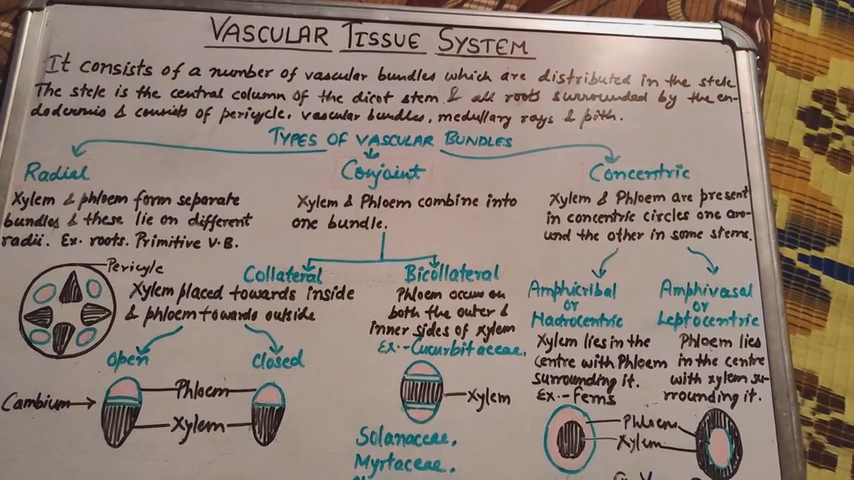 VASCULAR TISSUE SYSTEM
It consists of a number of vascular bundles which are distributed in the stele
The stele is the central column of the dicot stem & all roots surrounded by the en-
dodermis & consists of pericycle, vascular bundles, medullary rays & pith.
TYPES OF VASCULAR BUNDLES
Radial
Xylem & phloem form separate
bundles & these lie on different
radii. Ex. roots. Primitive V.B.
Pericycle
Conjoint
Xylem & Phloem combine into
one bundle.
Collateral
Xylem placed towards inside
& phloem towards outside
open
closed
Cambium
Phloem
Xylem
Bicollateral
Phloem occurs on
both the outer &
inner sides of xylem
Ex.- Cucurbitaceae,
Xylem
Solanaceae,
Myrtaceae,
Concentric
Xylem & Phloem are present
in concentric circles one aro-
und the other in some stems.
Amphicribal
or
Hadrocentric
Xylem lies in the
centre with Phloem
surrounding it.
Ex.- Ferns
Amphivasal
or
Leptocentric
Phloem lies
in the centre
with xylem su-
rrounding it.
Phloem
Xylem